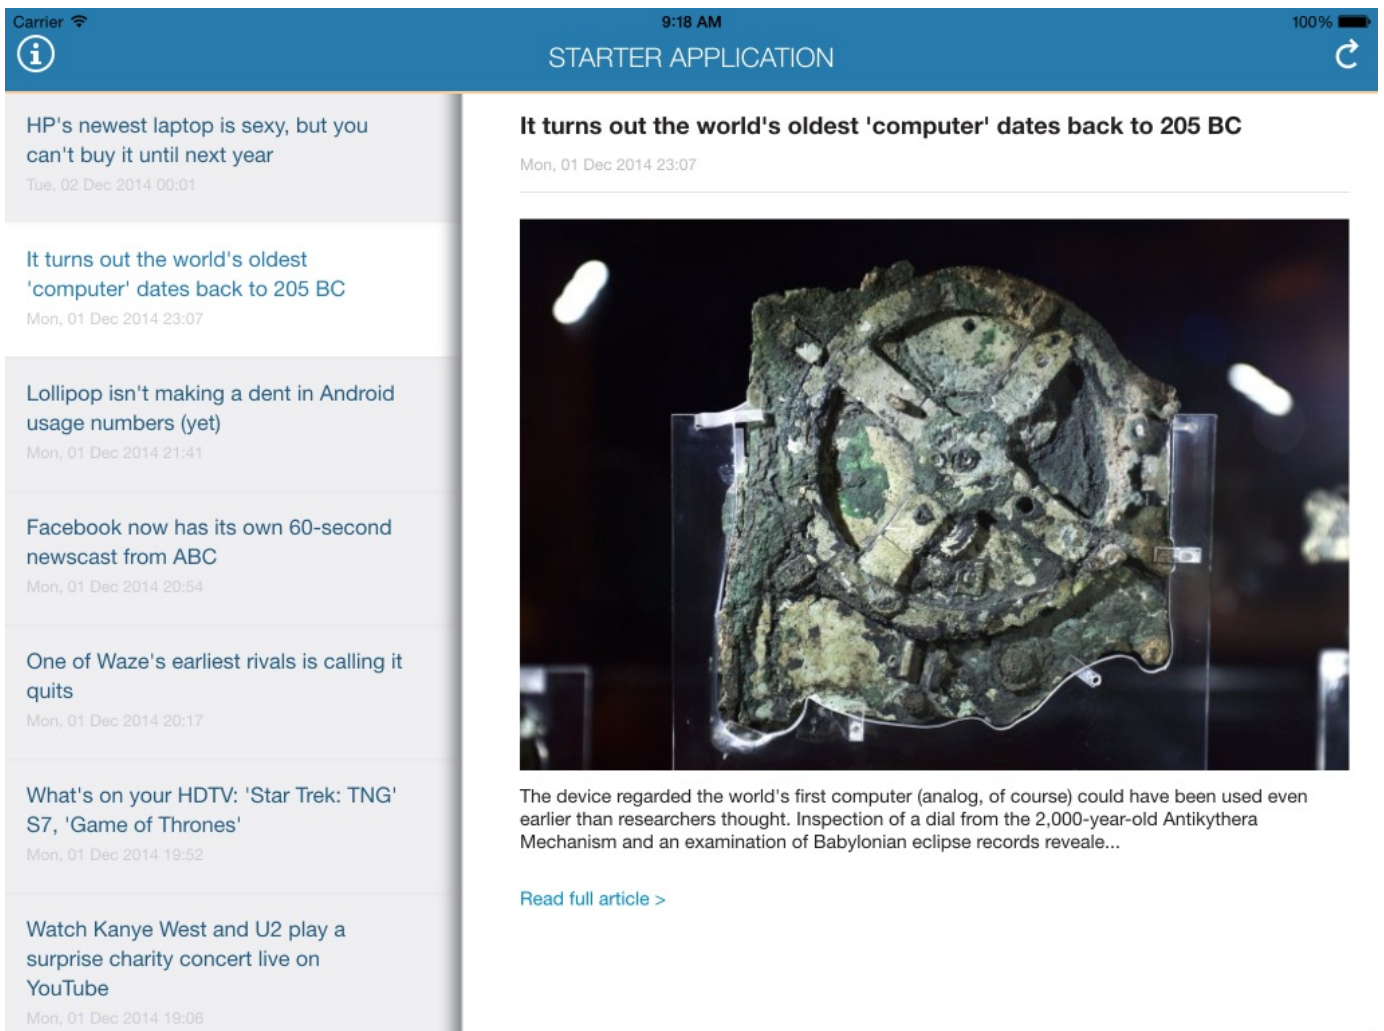 Carrier
9:18 AM
100%
STARTER APPLICATION
HP's newest laptop is sexy, but you
can't buy it until next year
Tue, 02 Dec 2014 00:01
It turns out the world's oldest
'computer' dates back to 205 BC
Mon, 01 Dec 2014 23:07
Lollipop isn't making a dent in Android
usage numbers (yet)
Mon, 01 Dec 2014 21:41
Facebook now has its own 60-second
newscast from ABC
Mon, 01 Dec 2014 20:54
One of Waze's earliest rivals is calling it
quits
Mon, 01 Dec 2014 20:17
What's on your HDTV: 'Star Trek: TNG'
S7, 'Game of Thrones'
Mon, 01 Dec 2014 19:52
Watch Kanye West and U2 play a
surprise charity concert live on
YouTube
Mon, 01 Dec 2014 19:06
It turns out the world's oldest 'computer' dates back to 205 BC
Mon, 01 Dec 2014 23:07
The device regarded the world's first computer (analog, of course) could have been used even
earlier than researchers thought. Inspection of a dial from the 2,000-year-old Antikythera
Mechanism and an examination of Babylonian eclipse records reveale...
Read full article >